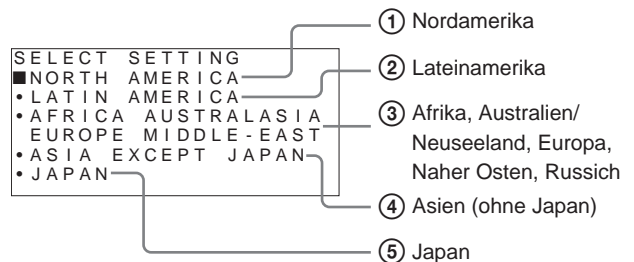 SELECT SETTING
■NORTH AMERICA
•LATIN AMERICA
•AFRICA AUSTRALASIA
EUROPE MIDDLE-EAST
•ASIA EXCEPT JAPAN
•JAPAN
① Nordamerika
② Lateinamerika
③ Afrika, Australien/
Neuseeland, Europa,
Naher Osten, Russich
④ Asien (ohne Japan)
⑤ Japan